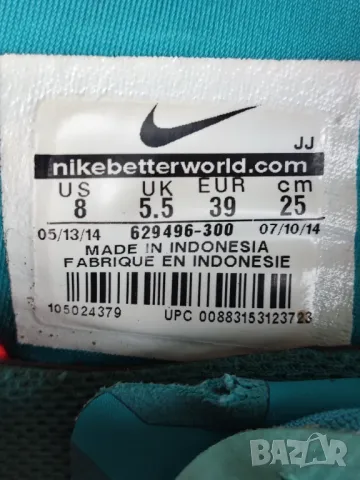 JJ
nikebetterworld.com
US UK EUR cm
8 5.5 39 25
05/13/14 629496-300 07/10/14
MADE IN INDONESIA
FABRIQUE EN INDONESIE
105024379 UPC 00883153123723
BAZAR